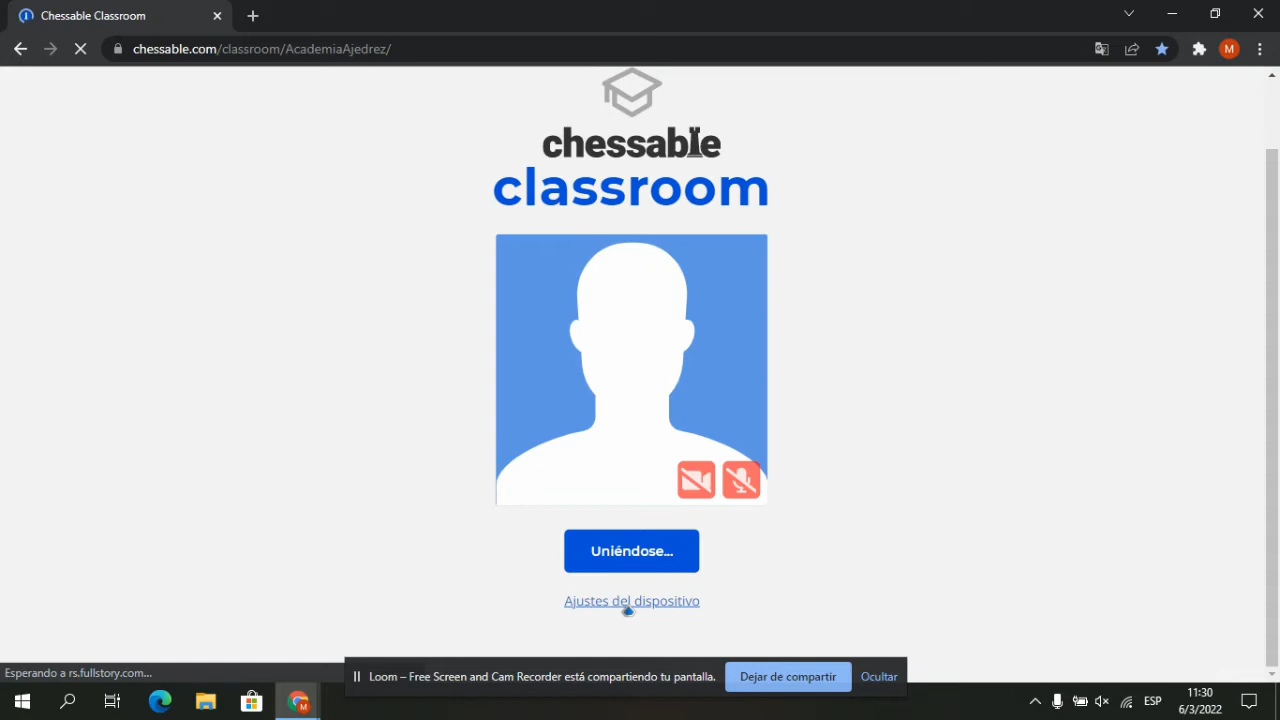 Chessable Classroom
chessable.com/classroom/AcademiaAjedrez/
M
chessable
classroom
Uniéndose...
Ajustes del dispositivo
Esperando a rs.fullstory.com...
Loom – Free Screen and Cam Recorder está compartiendo tu pantalla.
Dejar de compartir
Ocultar
M
ESP
11:30
6/3/2022